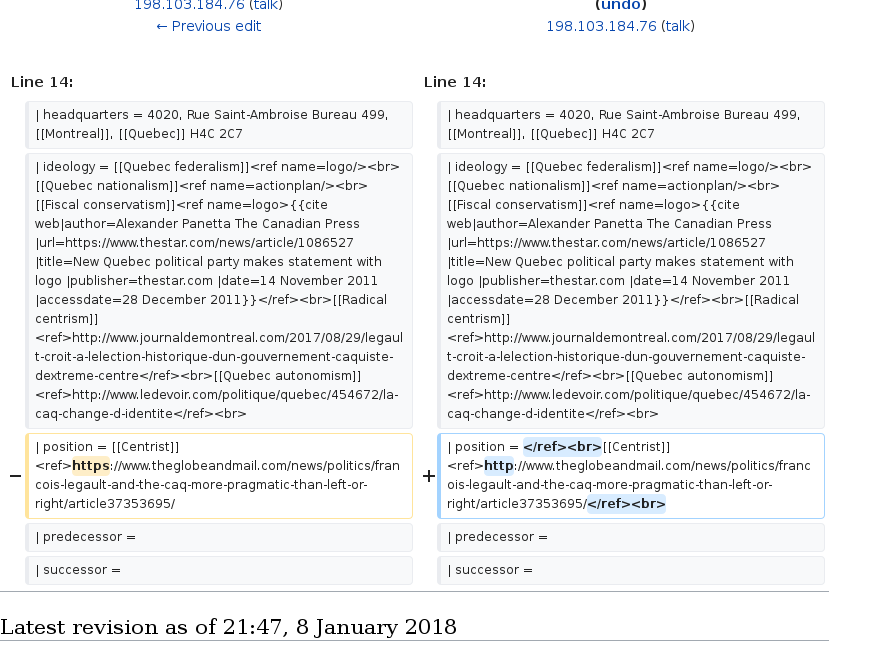 198.103.184.76 (talk)
← Previous edit
(undo)
198.103.184.76 (talk)
Line 14:
| headquarters = 4020, Rue Saint-Ambroise Bureau 499,
[[Montreal]], [[Quebec]] H4C 2C7
| ideology = [[Quebec federalism]]<ref name=logo/><br>
[[Quebec nationalism]]<ref name=actionplan/><br>
[[Fiscal conservatism]]<ref name=logo>{{cite
web|author=Alexander Panetta The Canadian Press
|url=https://www.thestar.com/news/article/1086527
|title=New Quebec political party makes statement with
logo |publisher=thestar.com |date=14 November 2011
|accessdate=28 December 2011}}</ref><br>[[Radical
centrism]]
<ref>http://www.journaldemontreal.com/2017/08/29/legaul
t-croit-a-lelection-historique-dun-gouvernement-caquiste-
dextreme-centre</ref><br>[[Quebec autonomism]]
<ref>http://www.ledevoir.com/politique/quebec/454672/la-
caq-change-d-identite</ref><br>
−
| position = [[Centrist]]
<ref>https://www.theglobeandmail.com/news/politics/fran
cois-legault-and-the-caq-more-pragmatic-than-left-or-
right/article37353695/
| predecessor =
| successor =
Line 14:
| headquarters = 4020, Rue Saint-Ambroise Bureau 499,
[[Montreal]], [[Quebec]] H4C 2C7
| ideology = [[Quebec federalism]]<ref name=logo/><br>
[[Quebec nationalism]]<ref name=actionplan/><br>
[[Fiscal conservatism]]<ref name=logo>{{cite
web|author=Alexander Panetta The Canadian Press
|url=https://www.thestar.com/news/article/1086527
|title=New Quebec political party makes statement with
logo |publisher=thestar.com |date=14 November 2011
|accessdate=28 December 2011}}</ref><br>[[Radical
centrism]]
<ref>http://www.journaldemontreal.com/2017/08/29/legaul
t-croit-a-lelection-historique-dun-gouvernement-caquiste-
dextreme-centre</ref><br>[[Quebec autonomism]]
<ref>http://www.ledevoir.com/politique/quebec/454672/la-
caq-change-d-identite</ref><br>
+
| position = </ref><br>[[Centrist]]
<ref>http://www.theglobeandmail.com/news/politics/franc
ois-legault-and-the-caq-more-pragmatic-than-left-or-
right/article37353695/</ref><br>
| predecessor =
| successor =
Latest revision as of 21:47, 8 January 2018